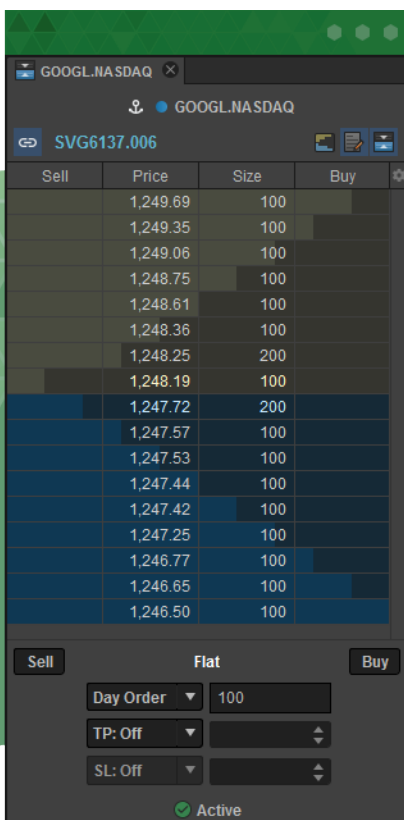 GOOGL.NASDAQ
GOOGL.NASDAQ
SVG6137.006
Sell Price Size Buy
1,249.69 100
1,249.35 100
1,249.06 100
1,248.75 100
1,248.61 100
1,248.36 100
1,248.25 200
1,248.19 100
1,247.72 200
1,247.57 100
1,247.53 100
1,247.44 100
1,247.42 100
1,247.25 100
1,246.77 100
1,246.65 100
1,246.50 100
Sell Flat Buy
Day Order 100
TP: Off
SL: Off
Active